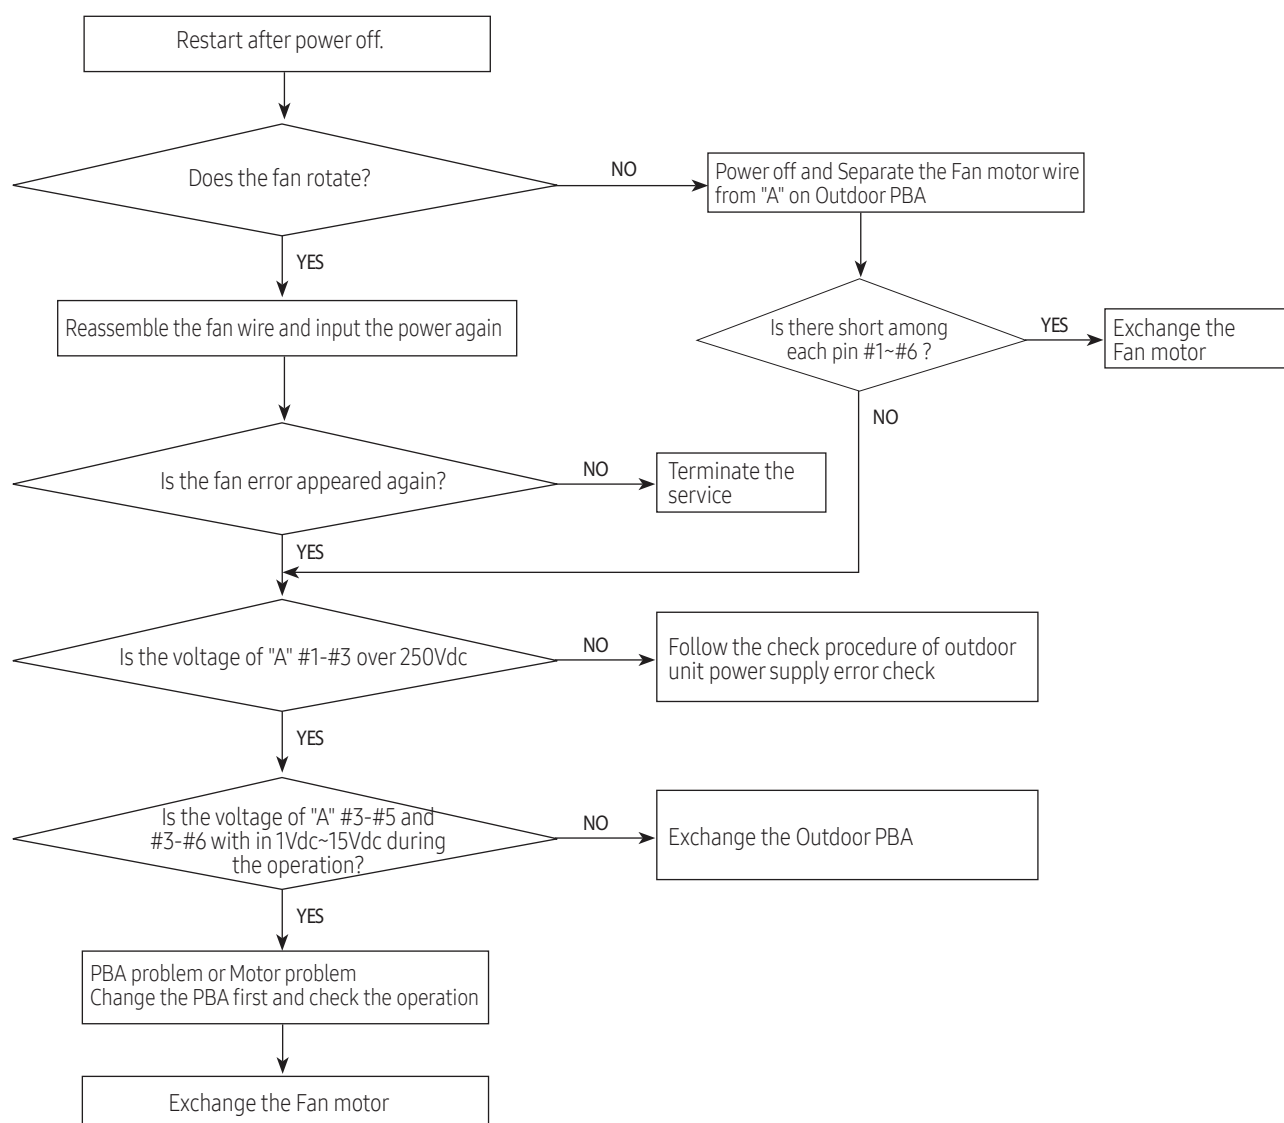 Restart after power off.
Does the fan rotate?
NO
Power off and Separate the Fan motor wire
from "A" on Outdoor PBA
YES
Reassemble the fan wire and input the power again
Is there short among
each pin #1~#6 ?
YES
Exchange the
Fan motor
NO
Is the fan error appeared again?
NO
Terminate the
service
YES
Is the voltage of "A" #1-#3 over 250Vdc
NO
Follow the check procedure of outdoor
unit power supply error check
YES
Is the voltage of "A" #3-#5 and
#3-#6 with in 1Vdc~15Vdc during
the operation?
NO
Exchange the Outdoor PBA
YES
PBA problem or Motor problem
Change the PBA first and check the operation
Exchange the Fan motor